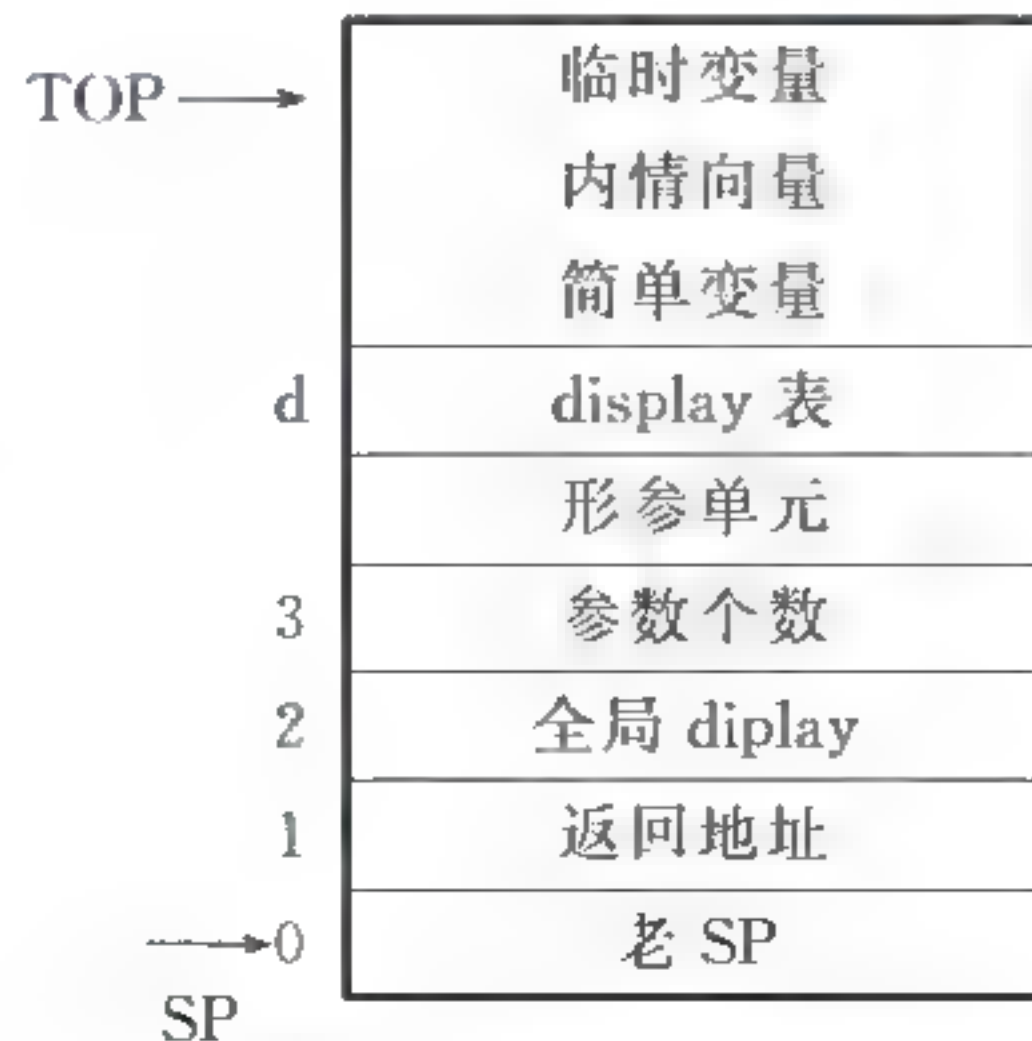 TOP 临时变量
内情向量
简单变量
d display 表
形参单元
3 参数个数
2 全局 diplay
1 返回地址
0 老 SP
SP